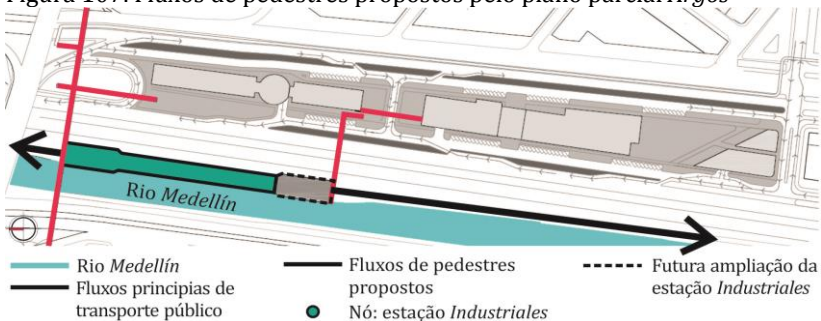 Figura 107: Planos de pedestres propostos pelo plano parcial Argos
Rio Medellín
Rio Medellín
Fluxos principias de
transporte público
Fluxos de pedestres
propostos
Nó: estação Industriales
Futura ampliação da
estação Industriales